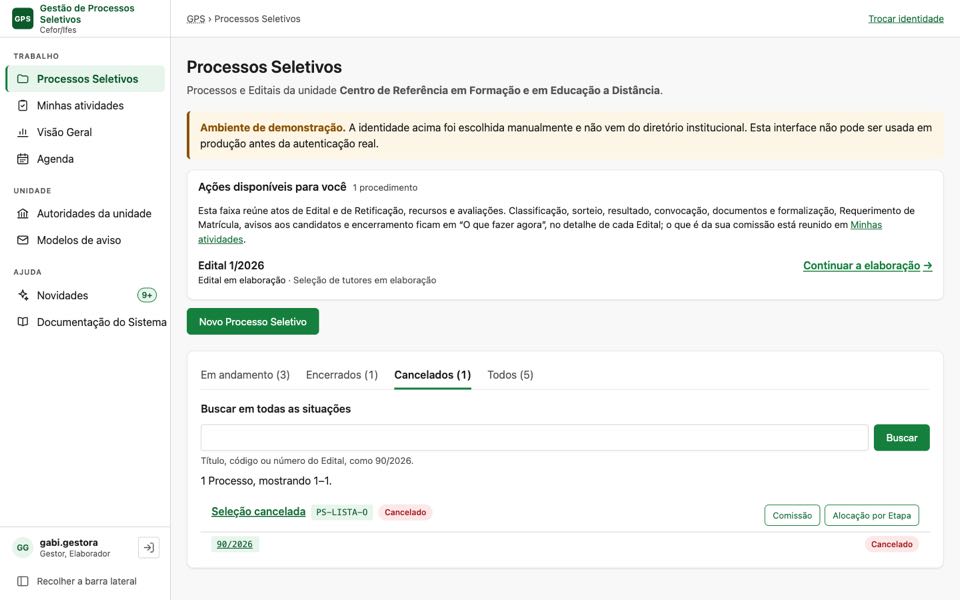 GPS
Gestão de Processos
Seletivos
Cefor/Ifes
TRABALHO
Processos Seletivos
Minhas atividades
Visão Geral
Agenda
UNIDADE
Autoridades da unidade
Modelos de aviso
AJUDA
Novidades 9+
Documentação do Sistema
GG
gabi.gestora
Gestor, Elaborador
Recolher a barra lateral
GPS › Processos Seletivos
Trocar identidade
Processos Seletivos
Processos e Editais da unidade Centro de Referência em Formação e em Educação a Distância.
Ambiente de demonstração. A identidade acima foi escolhida manualmente e não vem do diretório institucional. Esta interface não pode ser usada em
produção antes da autenticação real.
Ações disponíveis para você 1 procedimento
Esta faixa reúne atos de Edital e de Retificação, recursos e avaliações. Classificação, sorteio, resultado, convocação, documentos e formalização, Requerimento de
Matrícula, avisos aos candidatos e encerramento ficam em “O que fazer agora”, no detalhe de cada Edital; o que é da sua comissão está reunido em Minhas
atividades.
Edital 1/2026
Edital em elaboração · Seleção de tutores em elaboração
Continuar a elaboração →
Novo Processo Seletivo
Em andamento (3) Encerrados (1) Cancelados (1) Todos (5)
Buscar em todas as situações
Buscar
Título, código ou número do Edital, como 90/2026.
1 Processo, mostrando 1–1.
Seleção cancelada PS-LISTA-O Cancelado
Comissão Alocação por Etapa
90/2026 Cancelado